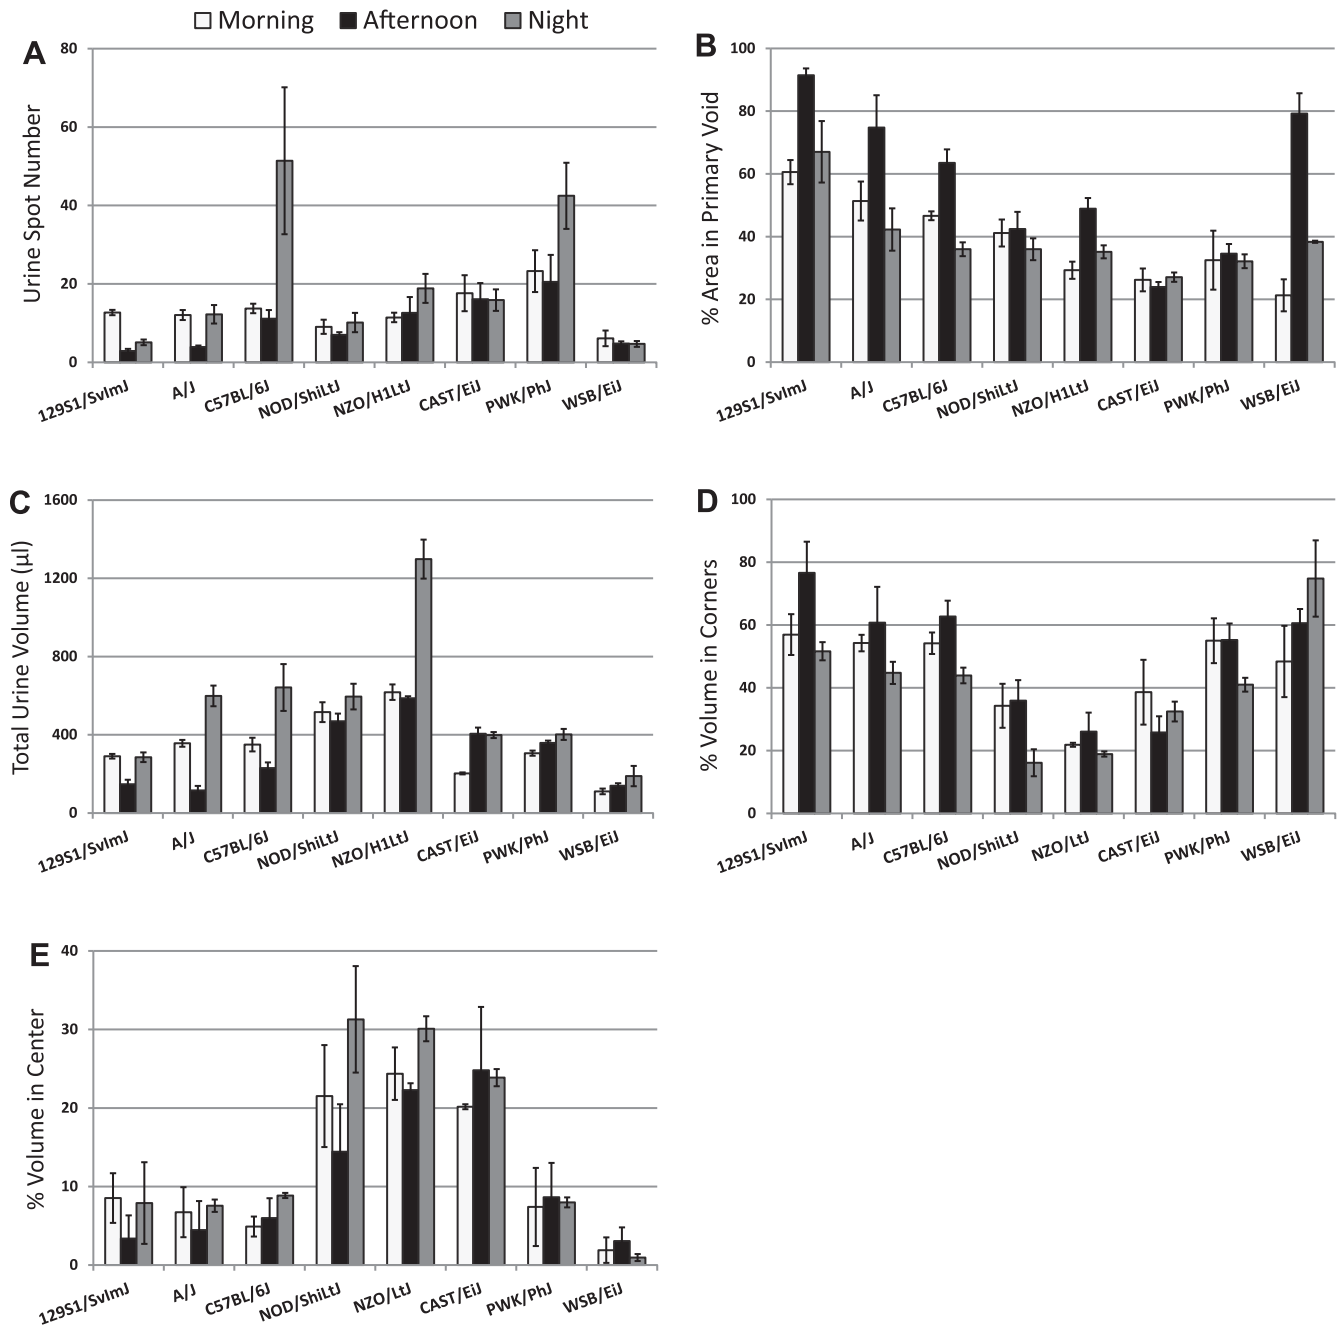 Morning Afternoon Night
A
Urine Spot Number
80
60
40
20
0
129S1/SvImJ A/J C57BL/6J NOD/ShiLtJ NZO/H1LtJ CAST/EiJ PWK/PhJ WSB/EiJ
B
% Area in Primary Void
100
80
60
40
20
0
129S1/SvImJ A/J C57BL/6J NOD/ShiLtJ NZO/H1LtJ CAST/EiJ PWK/PhJ WSB/EiJ
C
Total Urine Volume (µl)
1600
1200
800
400
0
129S1/SvImJ A/J C57BL/6J NOD/ShiLtJ NZO/H1LtJ CAST/EiJ PWK/PhJ WSB/EiJ
D
% Volume in Corners
100
80
60
40
20
0
129S1/SvImJ A/J C57BL/6J NOD/ShiLtJ NZO/LtJ CAST/EiJ PWK/PhJ WSB/EiJ
E
% Volume in Center
40
30
20
10
0
129S1/SvImJ A/J C57BL/6J NOD/ShiLtJ NZO/LtJ CAST/EiJ PWK/PhJ WSB/EiJ